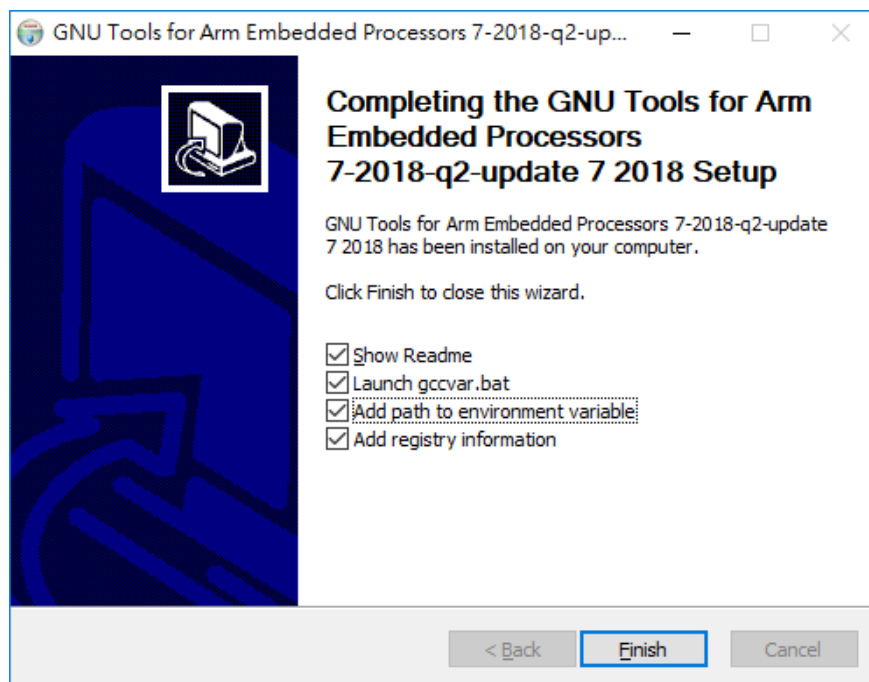 GNU Tools for Arm Embedded Processors 7-2018-q2-up...
Completing the GNU Tools for Arm
Embedded Processors
7-2018-q2-update 7 2018 Setup
GNU Tools for Arm Embedded Processors 7-2018-q2-update
7 2018 has been installed on your computer.
Click Finish to close this wizard.
Show Readme
Launch gccvar.bat
Add path to environment variable
Add registry information
< Back
Finish
Cancel